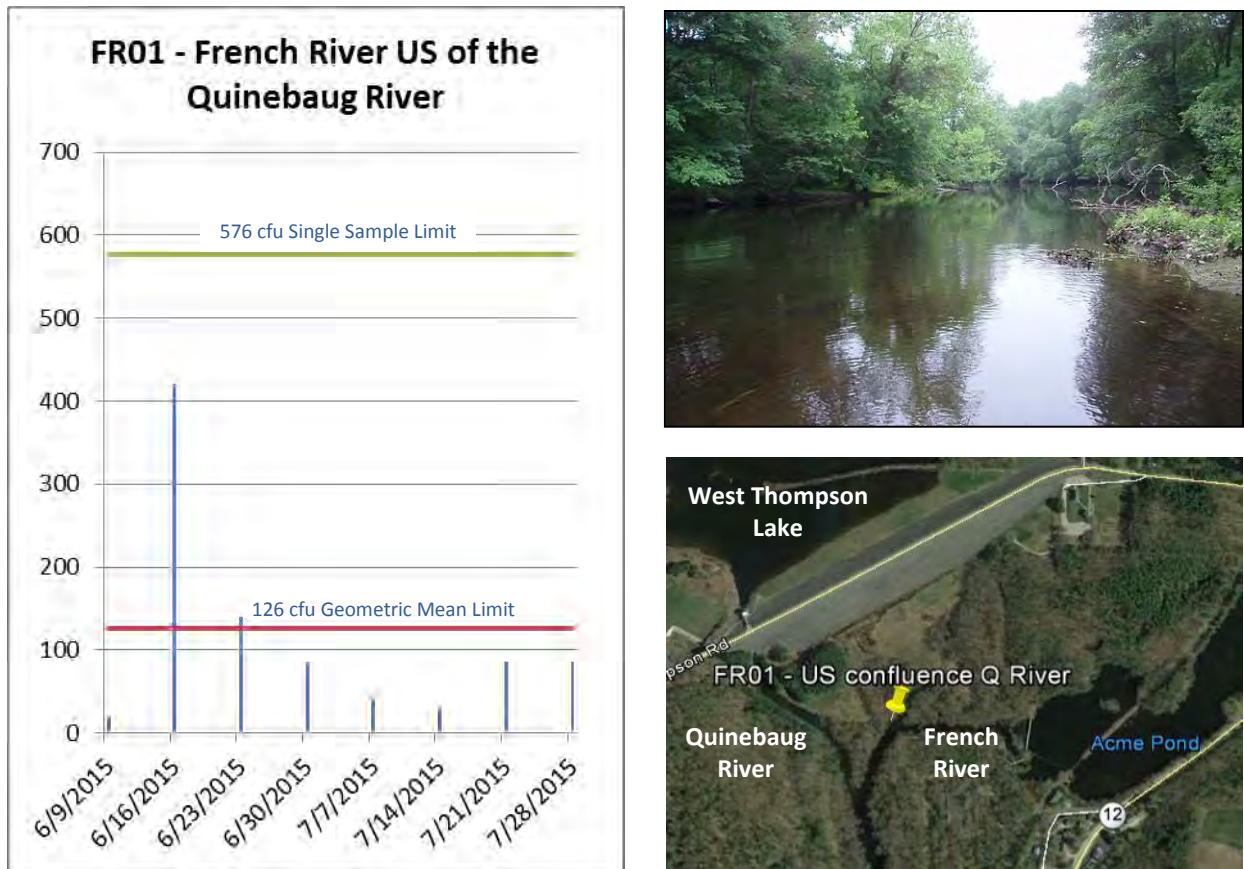 FR01 - French River US of the
Quinebaug River
700
600
576 cfu Single Sample Limit
500
400
300
200
126 cfu Geometric Mean Limit
100
0
6/9/2015
6/16/2015
6/23/2015
6/30/2015
7/7/2015
7/14/2015
7/21/2015
7/28/2015
West Thompson
Lake
pson Rd
FR01 - US confluence Q River
Quinebaug
River
French
River
Acme Pond
12